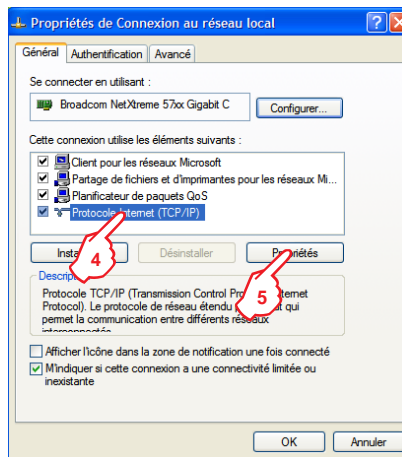 Propriétés de Connexion au réseau local
Général
Authentification
Avancé
Se connecter en utilisant :
Broadcom NetXtreme 57xx Gigabit C
Configurer...
Cette connexion utilise les éléments suivants :
Client pour les réseaux Microsoft
Partage de fichiers et d'imprimantes pour les réseaux Mi...
Planificateur de paquets QoS
Protocole Internet (TCP/IP)
Désinstaller
4
5
Protocole TCP/IP (Transmission Control
Protocol). Le protocole de réseau étendu qui
permet la communication entre différents réseaux
interconnectés
Afficher l'icône dans la zone de notification une fois connecté
M'indiquer si cette connexion a une connectivité limitée ou
inexistante
OK
Annuler